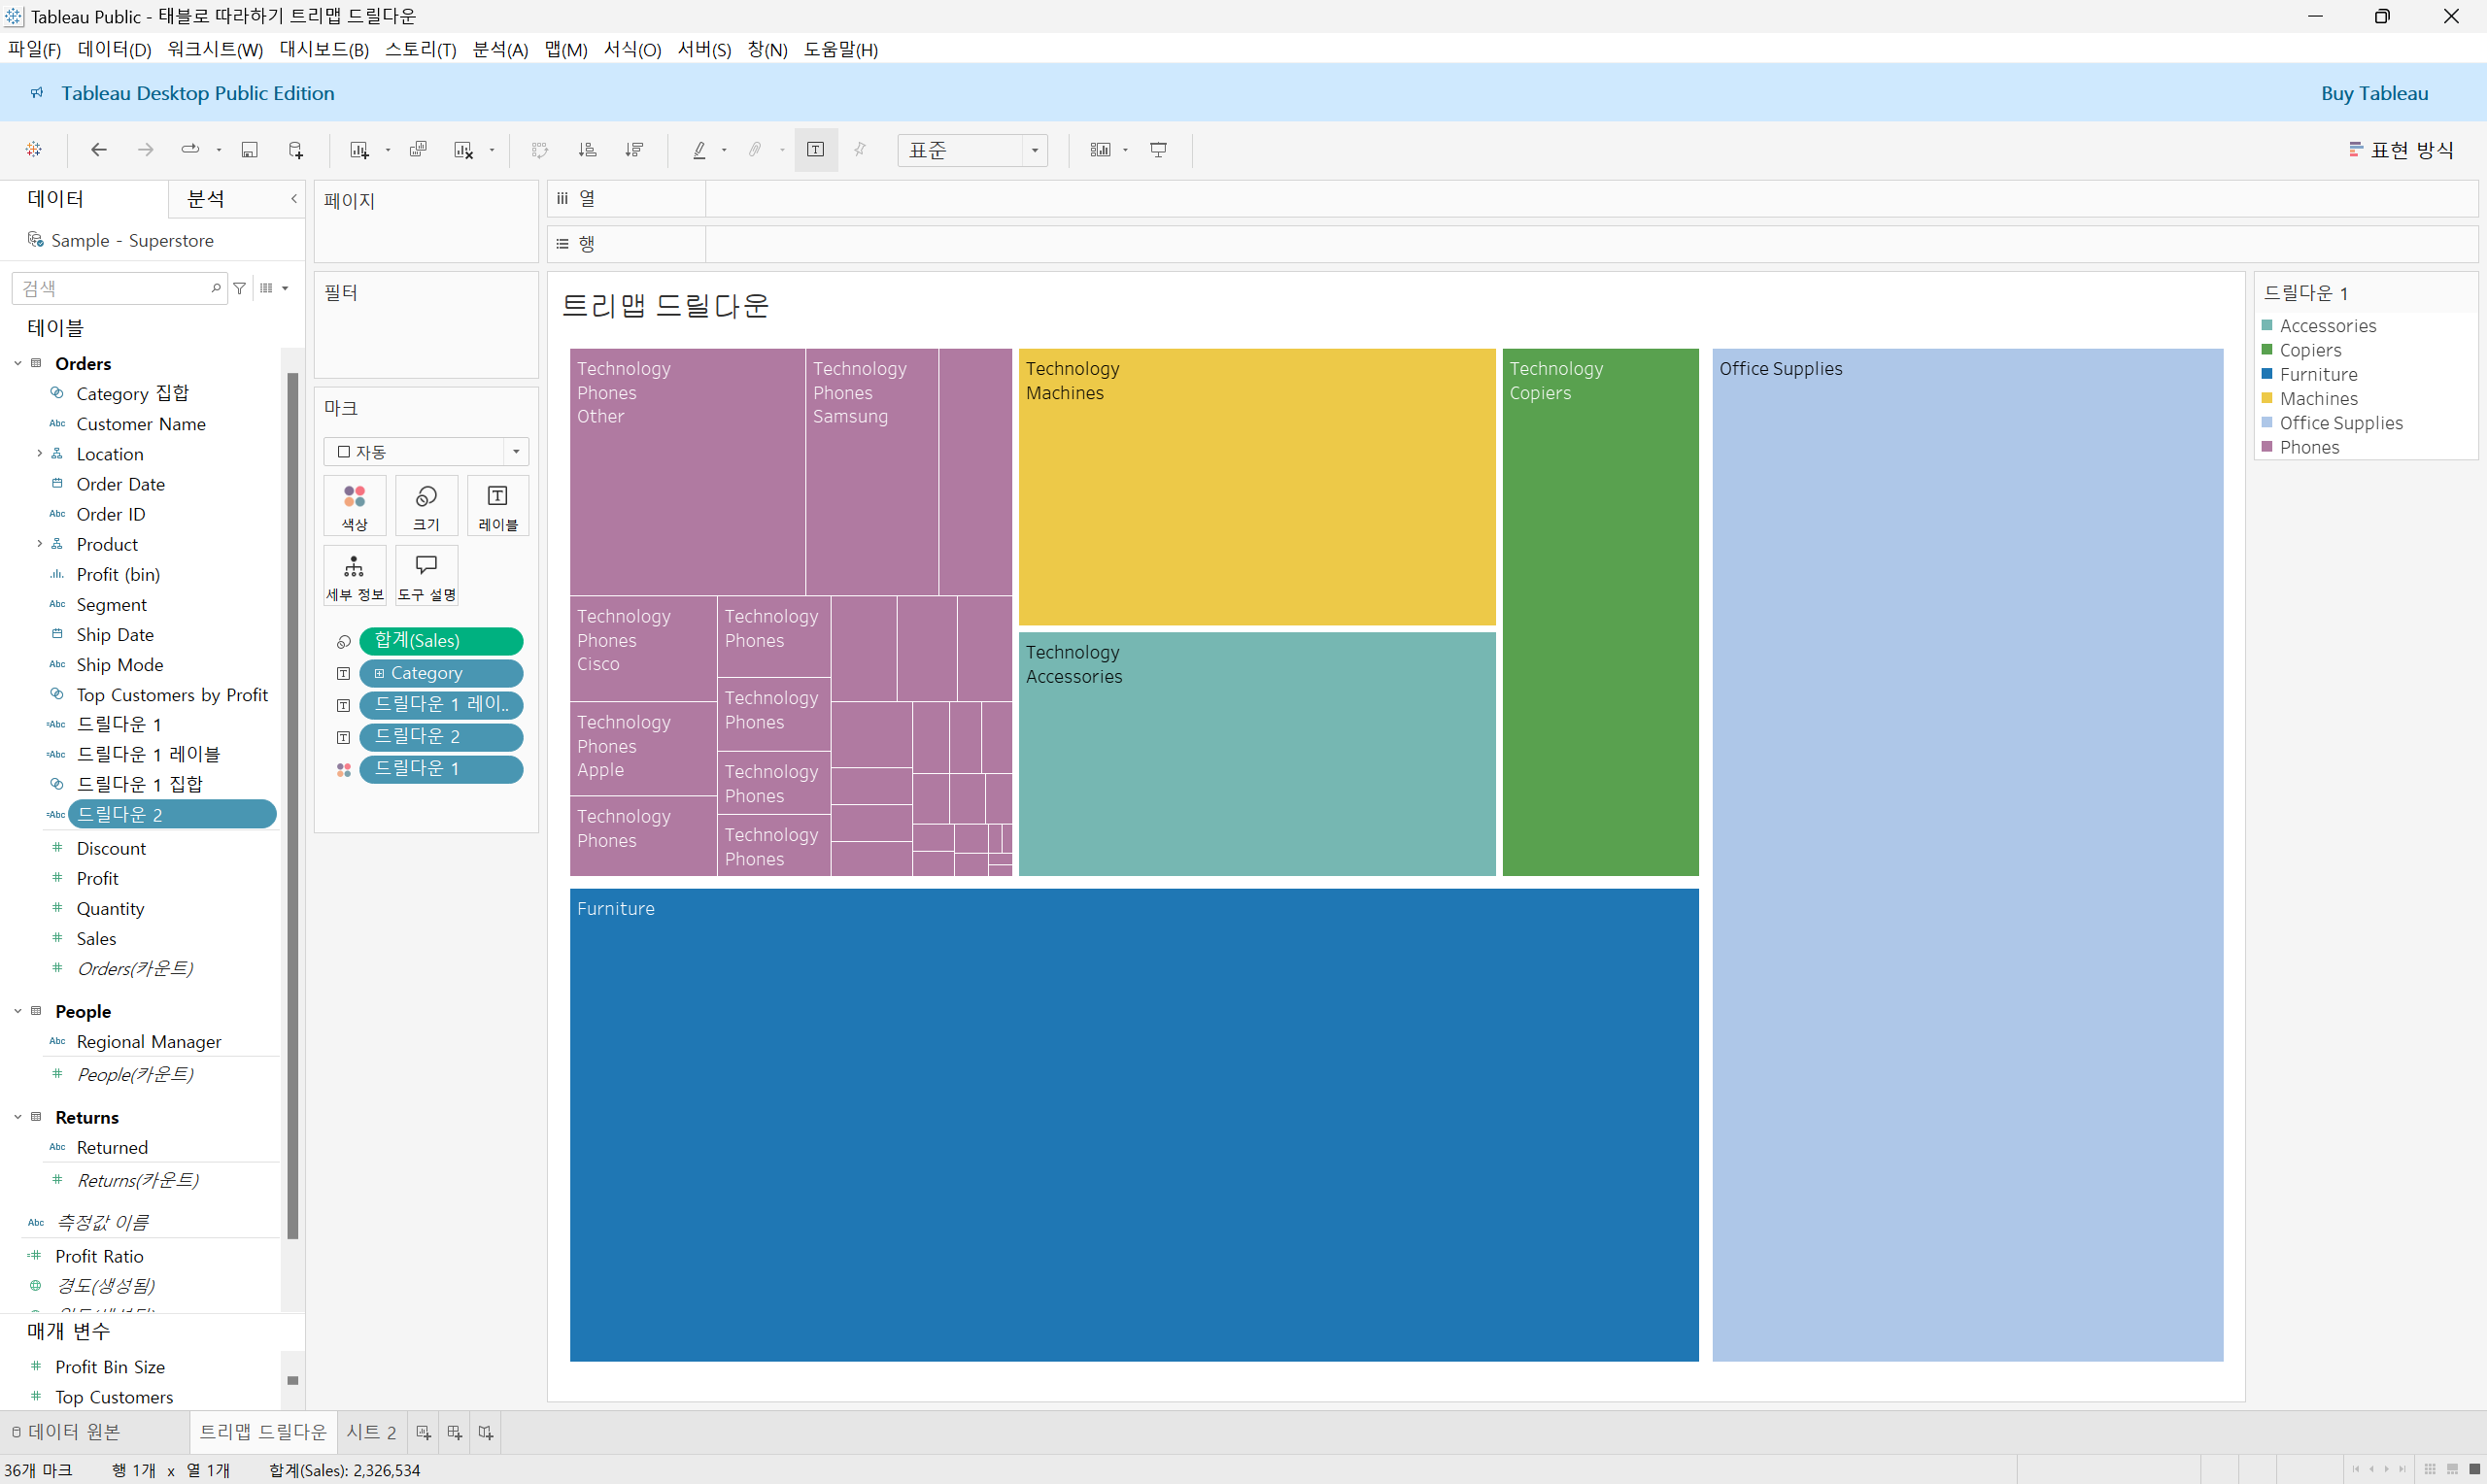 Tableau Public - 태블로 따라하기 트리맵 드릴다운
파일(F) 데이터(D) 워크시트(W) 대시보드(B) 스토리(T) 분석(A) 맵(M) 서식(O) 서버(S) 창(N) 도움말(H)
Tableau Desktop Public Edition
Buy Tableau
표준
표현 방식
데이터
분석
Sample - Superstore
검색
테이블
Orders
Category 집합
Abc Customer Name
Location
Order Date
Abc Order ID
Product
Profit (bin)
Abc Segment
Ship Date
Abc Ship Mode
Top Customers by Profit
=Abc 드릴다운 1
=Abc 드릴다운 1 레이블
드릴다운 1 집합
=Abc 드릴다운 2
# Discount
# Profit
# Quantity
# Sales
# Orders(카운트)
People
Abc Regional Manager
# People(카운트)
Returns
Abc Returned
# Returns(카운트)
Abc 측정값 이름
=# Profit Ratio
경도(생성됨)
매개 변수
# Profit Bin Size
# Top Customers
페이지
필터
마크
자동
색상
크기
레이블
세부 정보
도구 설명
합계(Sales)
Category
드릴다운 1 레이..
드릴다운 2
드릴다운 1
열
행
트리맵 드릴다운
Technology
Phones
Other
Technology
Phones
Samsung
Technology
Phones
Cisco
Technology
Phones
Technology
Phones
Technology
Phones
Apple
Technology
Phones
Technology
Phones
Technology
Phones
Technology
Machines
Technology
Accessories
Technology
Copiers
Office Supplies
Furniture
드릴다운 1
Accessories
Copiers
Furniture
Machines
Office Supplies
Phones
데이터 원본
트리맵 드릴다운
시트 2
36개 마크 행 1개 x 열 1개 합계(Sales): 2,326,534